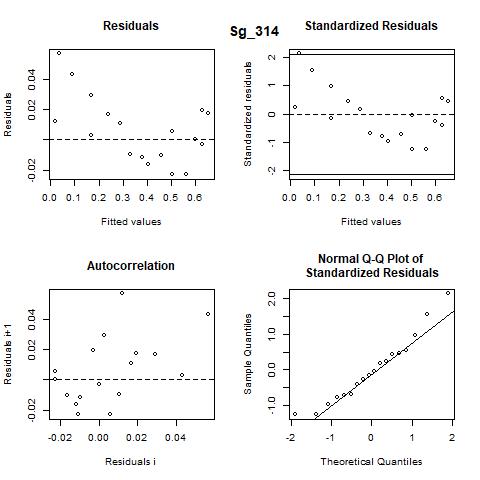 Sg_314
Residuals
Residuals
0.04
0.02
-0.02
0.0 0.1 0.2 0.3 0.4 0.5 0.6
Fitted values
Standardized Residuals
Standardized residuals
2
1
0
-1
-2
0.0 0.1 0.2 0.3 0.4 0.5 0.6
Fitted values
Autocorrelation
Residuals i+1
0.04
0.02
-0.02
-0.02 0.00 0.02 0.04
Residuals i
Normal Q-Q Plot of
Standardized Residuals
Sample Quantiles
2.0
1.0
0.0
-1.0
-2 -1 0 1 2
Theoretical Quantiles